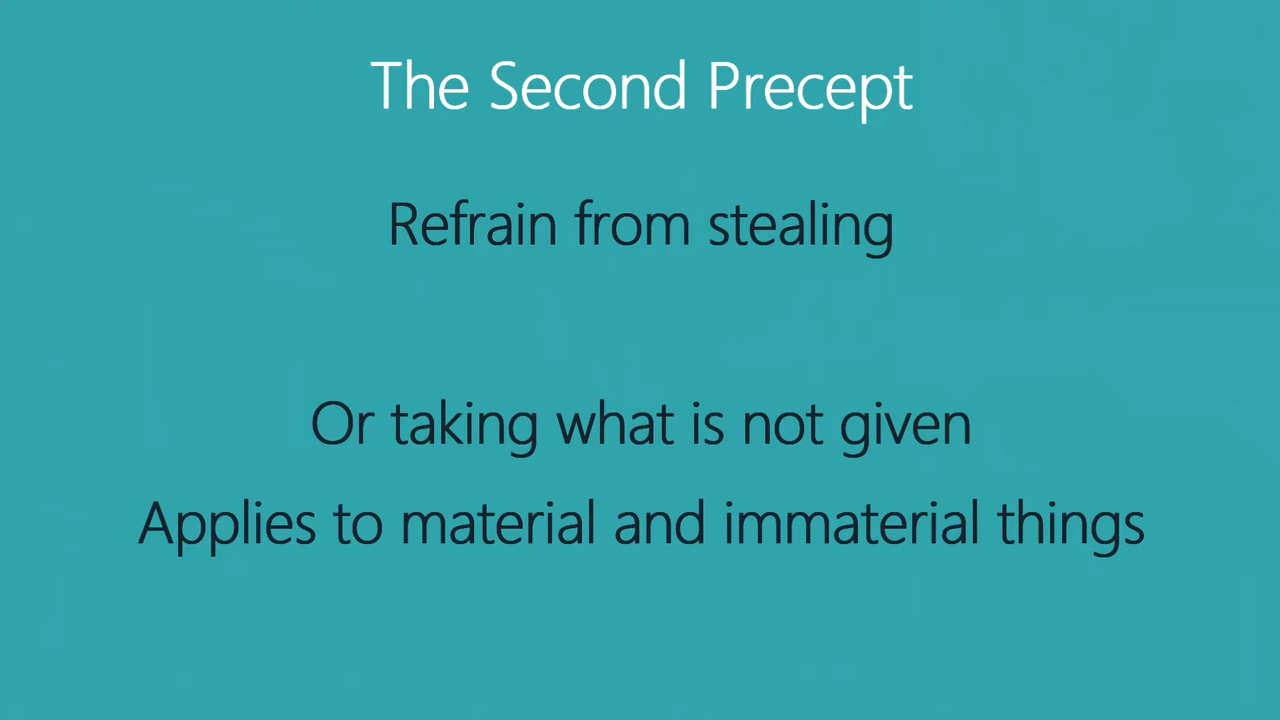 The Second Precept
Refrain from stealing
Or taking what is not given
Applies to material and immaterial things